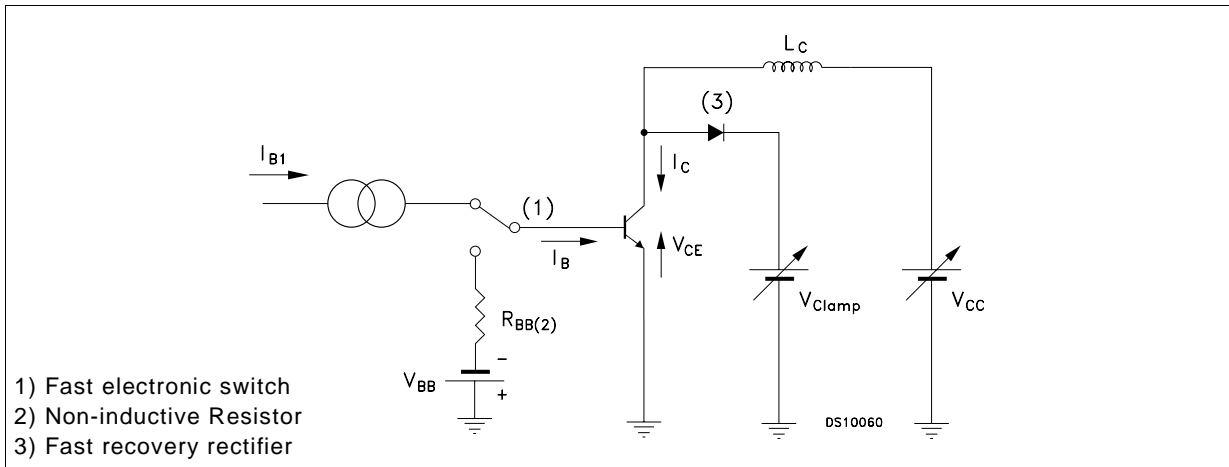 L_C
(3)
I_B1
I_C
(1)
V_CE
I_B
V_Clamp
V_CC
R_BB(2)
-
V_BB
+
DS10060
1) Fast electronic switch
2) Non-inductive Resistor
3) Fast recovery rectifier